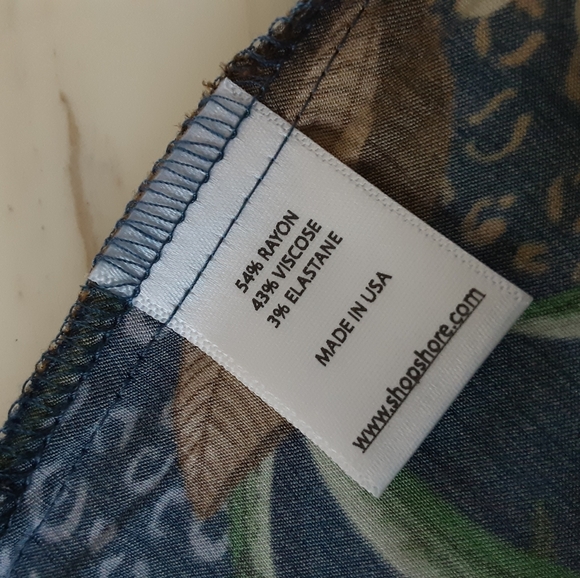 54% RAYON
43% VISCOSE
3% ELASTANE
MADE IN USA
www.shopshore.com